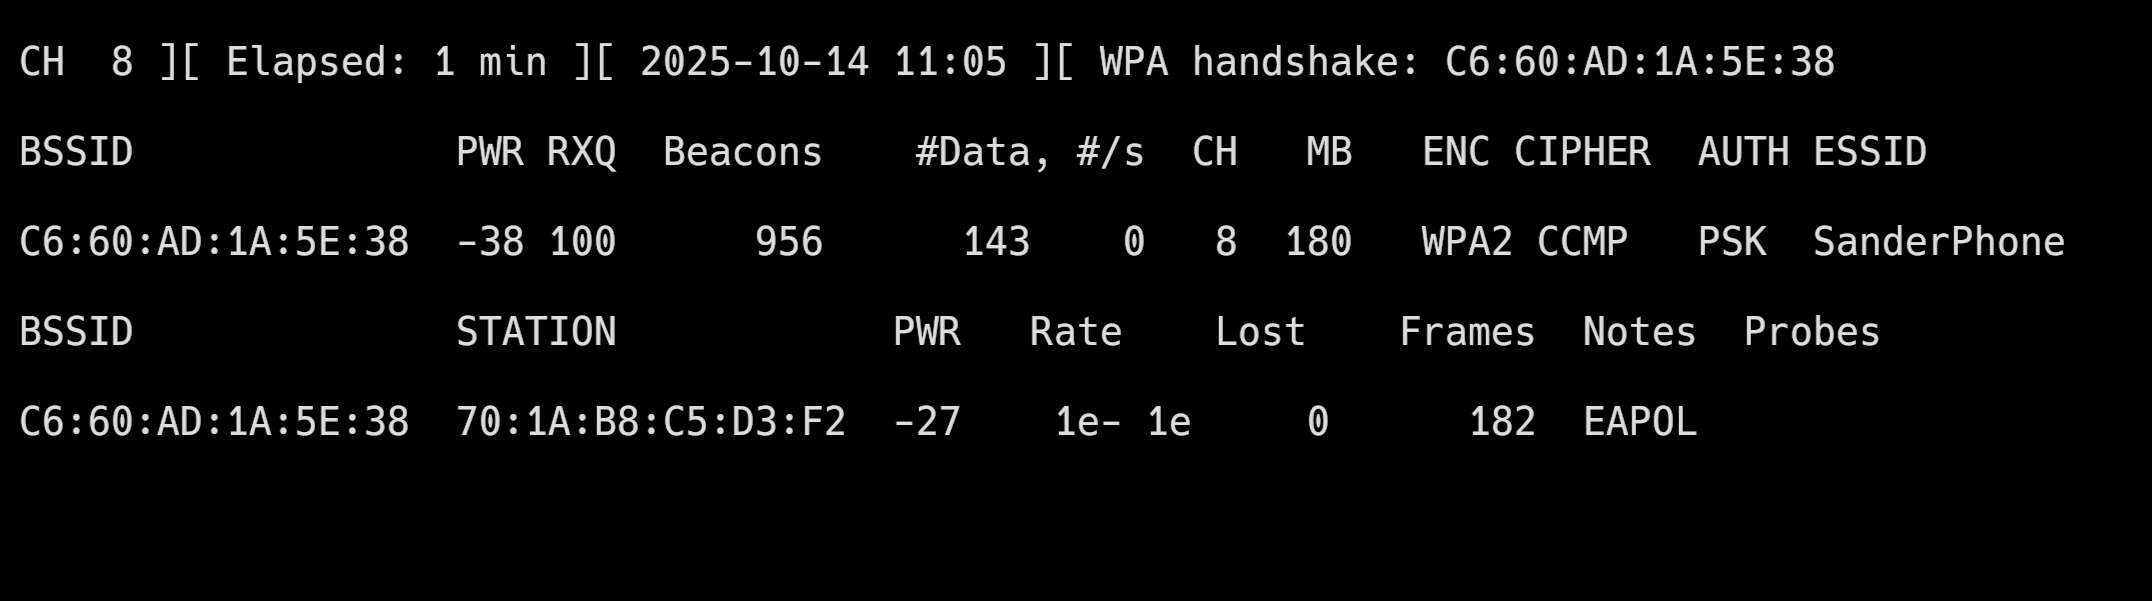 CH  8 ][ Elapsed: 1 min ][ 2025-10-14 11:05 ][ WPA handshake: C6:60:AD:1A:5E:38
BSSID              PWR RXQ  Beacons    #Data, #/s  CH   MB   ENC CIPHER  AUTH ESSID
C6:60:AD:1A:5E:38  -38 100      956      143    0   8  180   WPA2 CCMP   PSK  SanderPhone
BSSID              STATION            PWR   Rate    Lost    Frames  Notes  Probes
C6:60:AD:1A:5E:38  70:1A:B8:C5:D3:F2  -27    1e- 1e     0      182  EAPOL